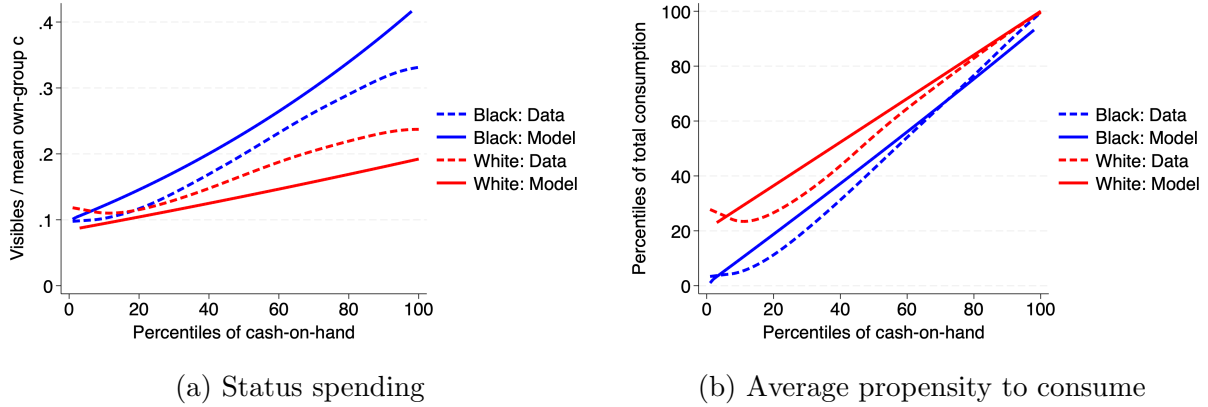 Visibles / mean own-group c
.4
.3
.2
.1
0
0 20 40 60 80 100
Percentiles of cash-on-hand
Black: Data
Black: Model
White: Data
White: Model
(a) Status spending
Percentiles of total consumption
100
80
60
40
20
0
0 20 40 60 80 100
Percentiles of cash-on-hand
Black: Data
Black: Model
White: Data
White: Model
(b) Average propensity to consume